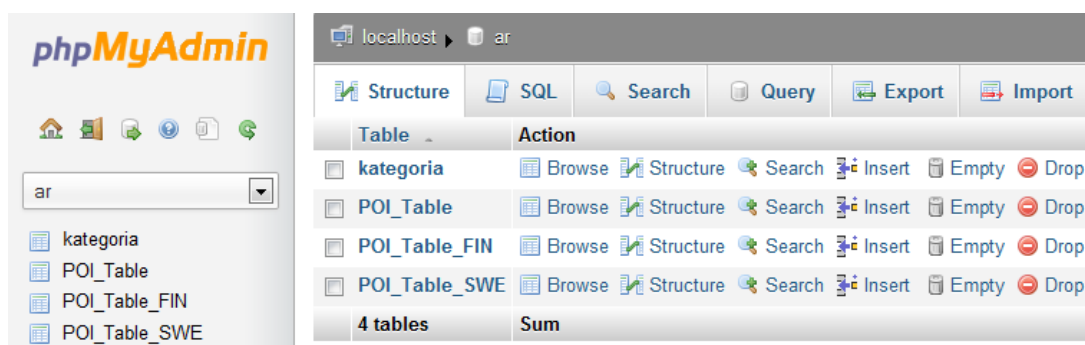 phpMyAdmin
ar
kategoria
POI_Table
POI_Table_FIN
POI_Table_SWE
localhost ar
Structure SQL Search Query Export Import
Table Action
kategoria Browse Structure Search Insert Empty Drop
POI_Table Browse Structure Search Insert Empty Drop
POI_Table_FIN Browse Structure Search Insert Empty Drop
POI_Table_SWE Browse Structure Search Insert Empty Drop
4 tables Sum